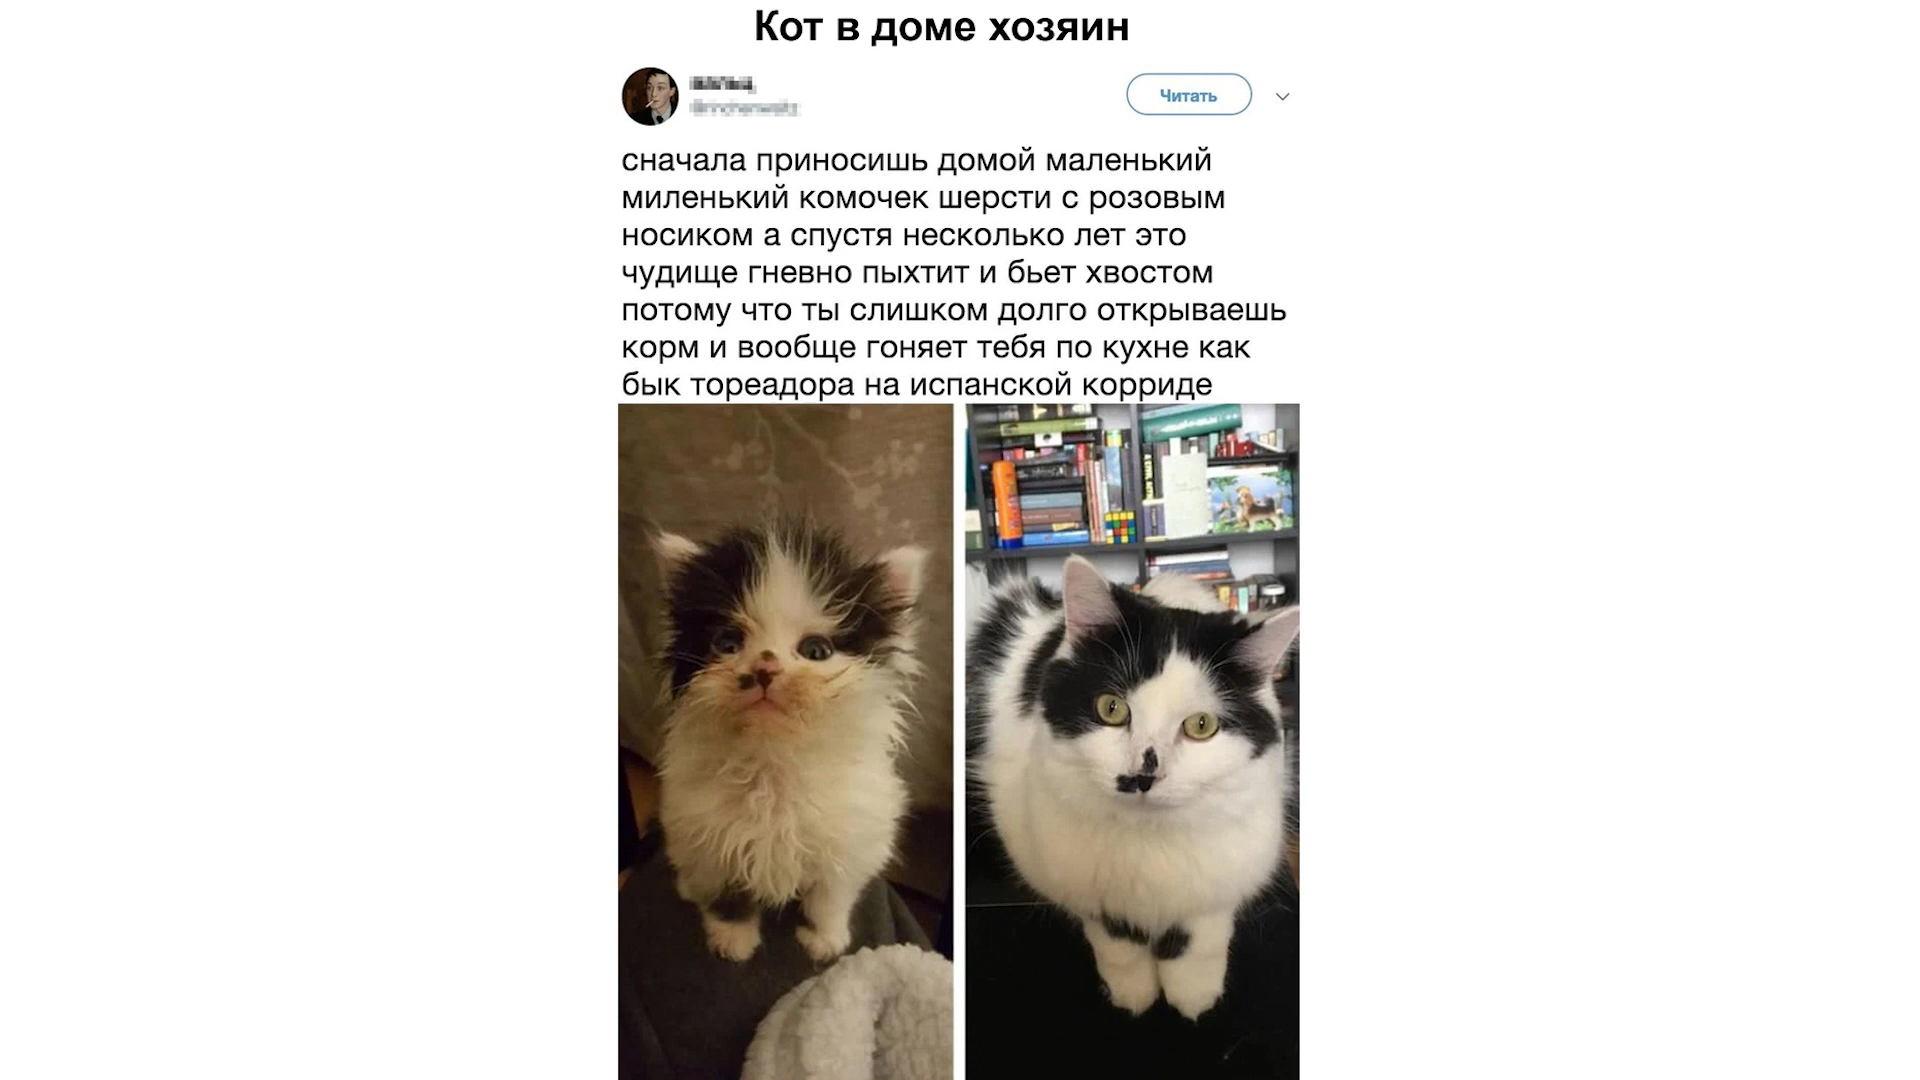 Кот в доме хозяин
Читать
сначала приносишь домой маленький
миленький комочек шерсти с розовым
носиком а спустя несколько лет это
чудище гневно пыхтит и бьет хвостом
потому что ты слишком долго открываешь
корм и вообще гоняет тебя по кухне как
бык тореадора на испанской корриде